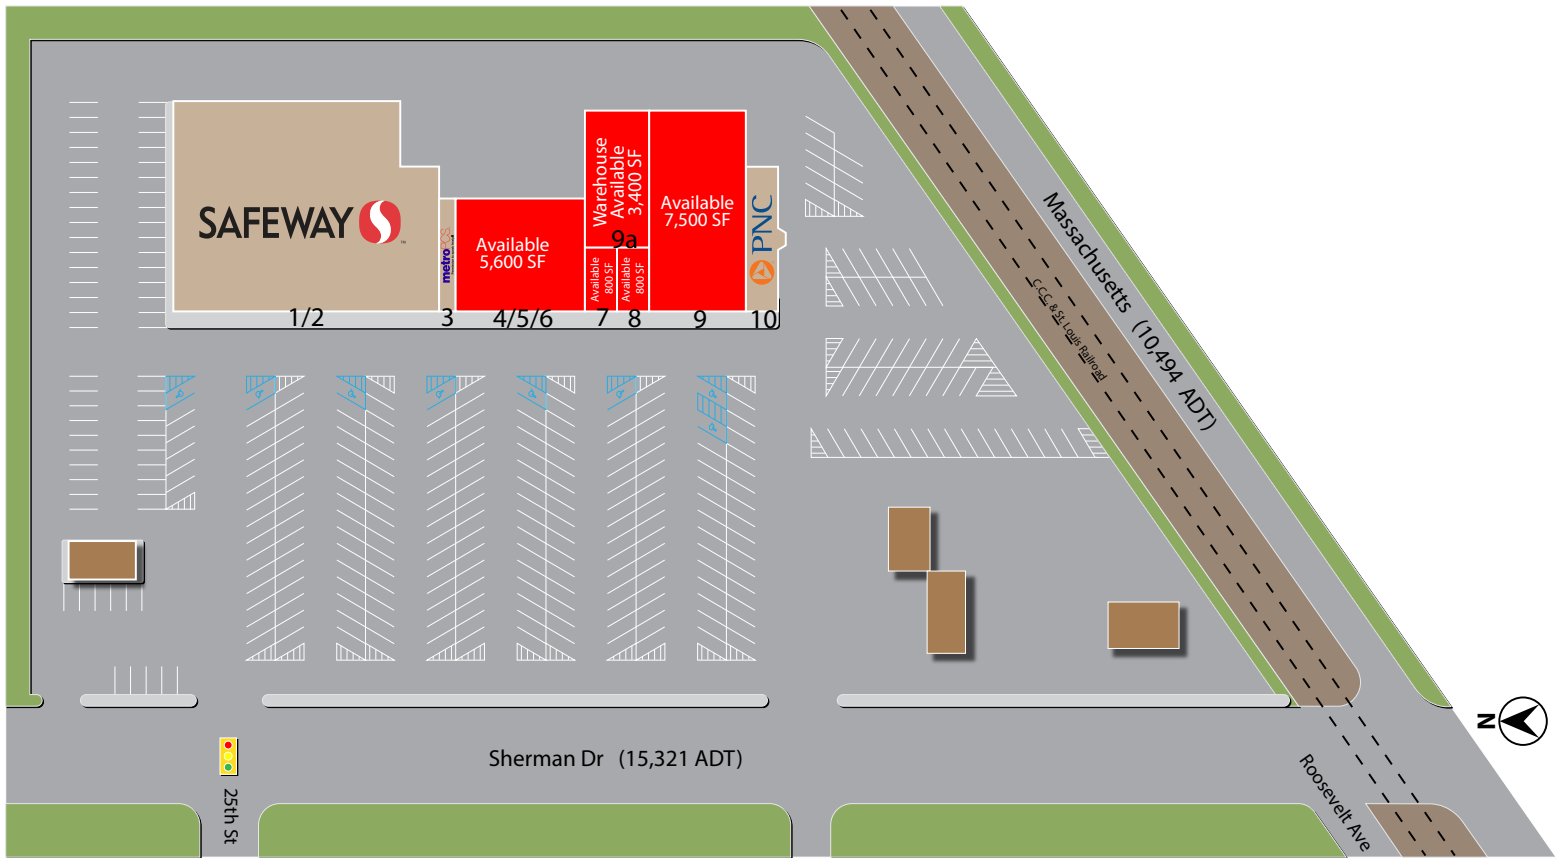 SAFEWAY
metroPCS.
Available
5,600 SF
Warehouse
Available
3,400 SF
9a
Available
800 SF
Available
800 SF
Available
7,500 SF
PNC
1/2
3
4/5/6
7
8
9
10
Massachusetts (10,494 ADT)
C.C.C. & St. Louis Railroad
Sherman Dr (15,321 ADT)
25th St
Roosevelt Ave
N